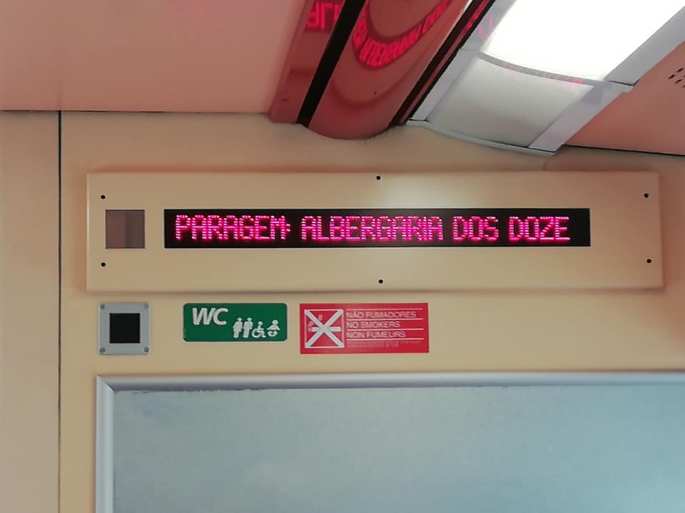 PARAGEM: ALBERGARIA DOS DOZE
WC
NÃO FUMADORES
NO SMOKERS
NON FUMEURS